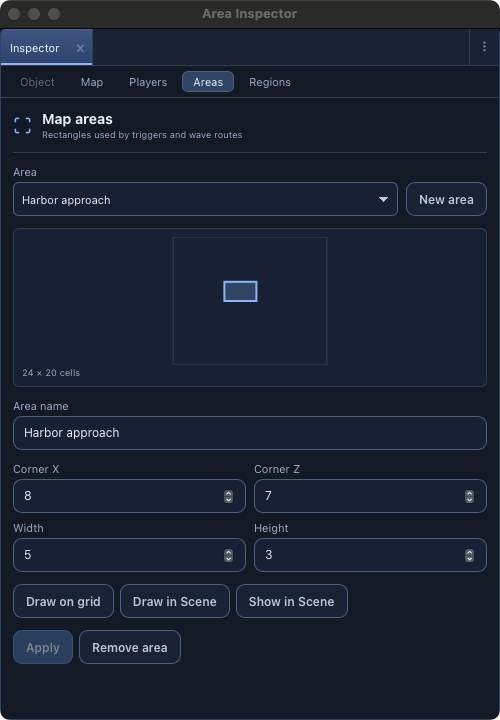 Area Inspector
Inspector
Object Map Players Areas Regions
Map areas
Rectangles used by triggers and wave routes
Area
Harbor approach New area
24 × 20 cells
Area name
Harbor approach
Corner X Corner Z
8 7
Width Height
5 3
Draw on grid Draw in Scene Show in Scene
Apply Remove area